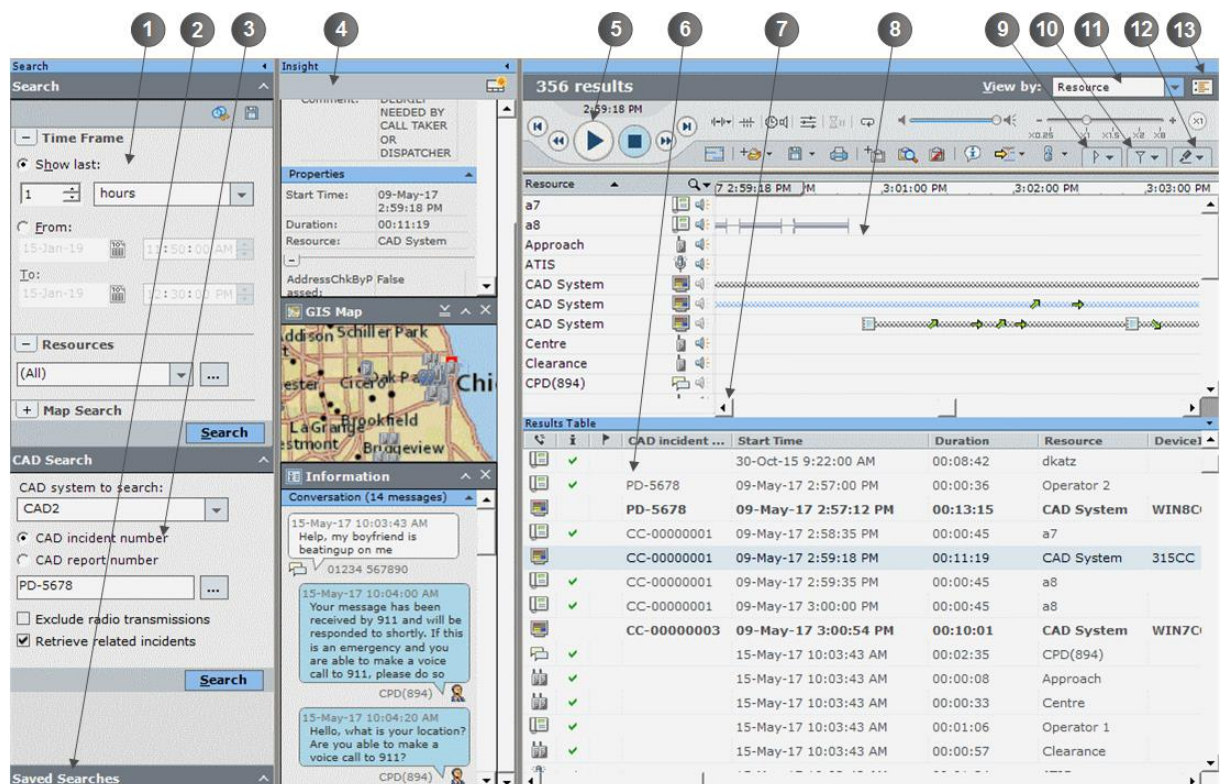 1 2 3 4 5 6 7 8 9 10 11 12 13
Search
Search
Time Frame
Show last:
1 hours
From:
15-Jan-19 11:50:00 AM
To:
15-Jan-19 12:30:00 PM
Resources
(All) ...
+ Map Search
Search
CAD Search
CAD system to search:
CAD2
CAD incident number
CAD report number
PD-5678 ...
Exclude radio transmissions
Retrieve related incidents
Search
Saved Searches
Insight
Comment: DEBRIEF
NEEDED BY
CALL TAKER
OR
DISPATCHER
Properties
Start Time: 09-May-17
2:59:18 PM
Duration: 00:11:19
Resource: CAD System
AddressChkByP False
assed:
GIS Map
ddison Schiller Park
ester Cicero Oak Pa Chi
LaGrange Brookfield
estmont Bridgeview
Information
Conversation (14 messages)
15-May-17 10:03:43 AM
Help, my boyfriend is
beatingup on me
01234 567890
15-May-17 10:04:00 AM
Your message has been
received by 911 and will be
responded to shortly. If this
is an emergency and you
are able to make a voice
call to 911, please do so
CPD(894)
15-May-17 10:04:20 AM
Hello, what is your location?
Are you able to make a
voice call to 911?
CPD(894)
356 results View by: Resource
2:59:18 PM
x0.25 x1 x1.5 x2 x8 x1
Resource 7 2:59:18 PM PM 3:01:00 PM 3:02:00 PM 3:03:00 PM
a7
a8
Approach
ATIS
CAD System
CAD System
CAD System
Centre
Clearance
CPD(894)
Results Table
CAD incident ... Start Time Duration Resource DeviceI
30-Oct-15 9:22:00 AM 00:08:42 dkatz
PD-5678 09-May-17 2:57:00 PM 00:00:36 Operator 2
PD-5678 09-May-17 2:57:12 PM 00:13:15 CAD System WIN8C
CC-00000001 09-May-17 2:58:35 PM 00:00:45 a7
CC-00000001 09-May-17 2:59:18 PM 00:11:19 CAD System 315CC
CC-00000001 09-May-17 2:59:35 PM 00:00:45 a8
CC-00000001 09-May-17 3:00:00 PM 00:00:45 a8
CC-00000003 09-May-17 3:00:54 PM 00:10:01 CAD System WIN7C
15-May-17 10:03:43 AM 00:02:35 CPD(894)
15-May-17 10:03:43 AM 00:00:08 Approach
15-May-17 10:03:43 AM 00:00:33 Centre
15-May-17 10:03:43 AM 00:01:06 Operator 1
15-May-17 10:03:43 AM 00:00:57 Clearance